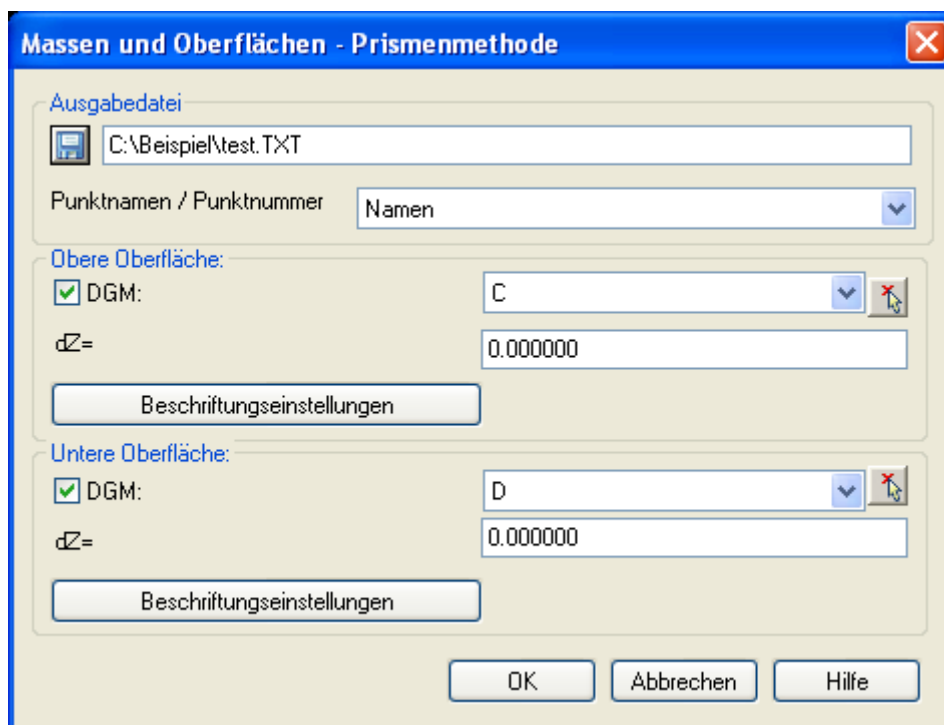 Massen und Oberflächen - Prismenmethode
Ausgabedatei
C:\Beispiel\test.TXT
Punktnamen / Punktnummer Namen
Obere Oberfläche:
DGM: C
dZ= 0.000000
Beschriftungseinstellungen
Untere Oberfläche:
DGM: D
dZ= 0.000000
Beschriftungseinstellungen
OK Abbrechen Hilfe